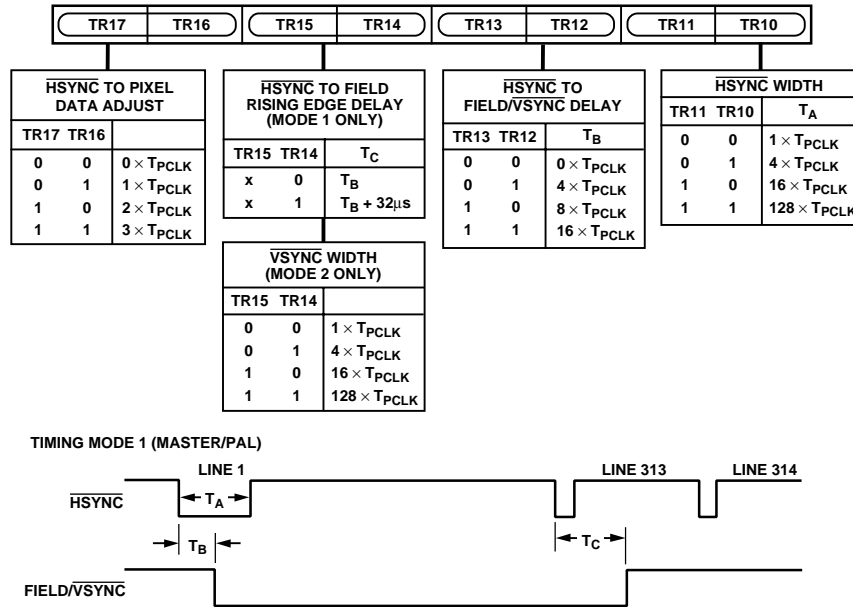 TR17 TR16 TR15 TR14 TR13 TR12 TR11 TR10
HSYNC TO PIXEL
DATA ADJUST
TR17 TR16
0 0 0 × TPCLK
0 1 1 × TPCLK
1 0 2 × TPCLK
1 1 3 × TPCLK
HSYNC TO FIELD
RISING EDGE DELAY
(MODE 1 ONLY)
TR15 TR14 TC
x 0 TB
x 1 TB + 32μs
VSYNC WIDTH
(MODE 2 ONLY)
TR15 TR14
0 0 1 × TPCLK
0 1 4 × TPCLK
1 0 16 × TPCLK
1 1 128 × TPCLK
HSYNC TO
FIELD/VSYNC DELAY
TR13 TR12 TB
0 0 0 × TPCLK
0 1 4 × TPCLK
1 0 8 × TPCLK
1 1 16 × TPCLK
HSYNC WIDTH
TR11 TR10 TA
0 0 1 × TPCLK
0 1 4 × TPCLK
1 0 16 × TPCLK
1 1 128 × TPCLK
TIMING MODE 1 (MASTER/PAL)
LINE 1 LINE 313 LINE 314
HSYNC
TA
TB
TC
FIELD/VSYNC